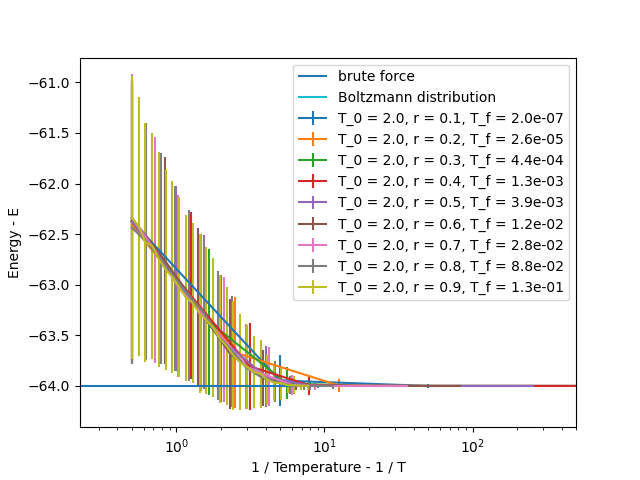 −61.0
−61.5
−62.0
−62.5
−63.0
−63.5
−64.0
Energy - E
10⁰
10¹
10²
1 / Temperature - 1 / T
brute force
Boltzmann distribution
T_0 = 2.0, r = 0.1, T_f = 2.0e-07
T_0 = 2.0, r = 0.2, T_f = 2.6e-05
T_0 = 2.0, r = 0.3, T_f = 4.4e-04
T_0 = 2.0, r = 0.4, T_f = 1.3e-03
T_0 = 2.0, r = 0.5, T_f = 3.9e-03
T_0 = 2.0, r = 0.6, T_f = 1.2e-02
T_0 = 2.0, r = 0.7, T_f = 2.8e-02
T_0 = 2.0, r = 0.8, T_f = 8.8e-02
T_0 = 2.0, r = 0.9, T_f = 1.3e-01